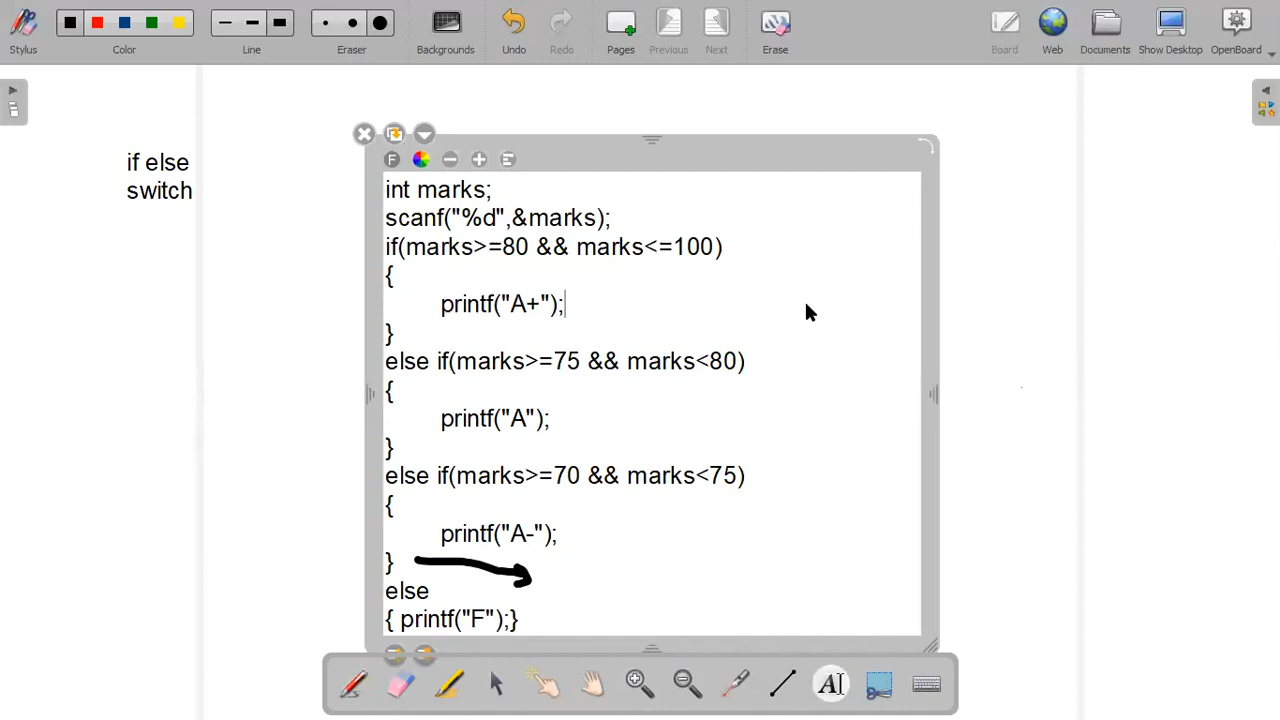 Stylus
Color
Line
Eraser
Backgrounds
Undo
Redo
Pages
Previous
Next
Erase
Board
Web
Documents
Show Desktop
OpenBoard
if else
switch
F
int marks;
scanf("%d",&marks);
if(marks>=80 && marks<=100)
{
printf("A+");
}
else if(marks>=75 && marks<80)
{
printf("A");
}
else if(marks>=70 && marks<75)
{
printf("A-");
}
else
{ printf("F");}
AI